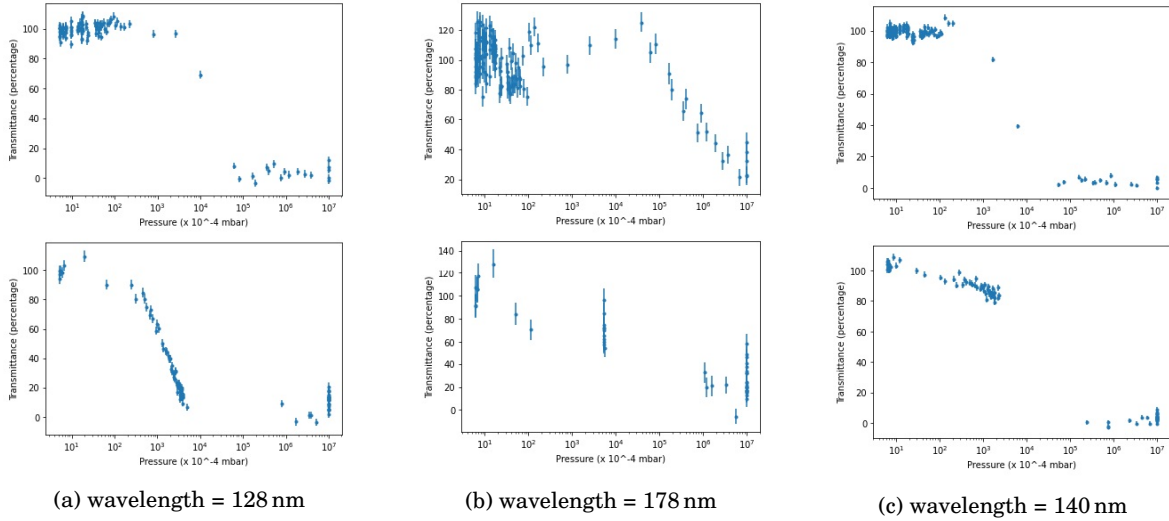 Transmittance (percentage)
100
80
60
40
20
0
10^1 10^2 10^3 10^4 10^5 10^6 10^7
Pressure (x 10^-4 mbar)
Transmittance (percentage)
120
100
80
60
40
20
10^1 10^2 10^3 10^4 10^5 10^6 10^7
Pressure (x 10^-4 mbar)
Transmittance (percentage)
100
80
60
40
20
0
10^1 10^2 10^3 10^4 10^5 10^6 10^7
Pressure (x 10^-4 mbar)
Transmittance (percentage)
100
80
60
40
20
0
10^1 10^2 10^3 10^4 10^5 10^6 10^7
Pressure (x 10^-4 mbar)
Transmittance (percentage)
140
120
100
80
60
40
20
0
10^1 10^2 10^3 10^4 10^5 10^6 10^7
Pressure (x 10^-4 mbar)
Transmittance (percentage)
100
80
60
40
20
0
10^1 10^2 10^3 10^4 10^5 10^6 10^7
Pressure (x 10^-4 mbar)
(a) wavelength = 128 nm
(b) wavelength = 178 nm
(c) wavelength = 140 nm